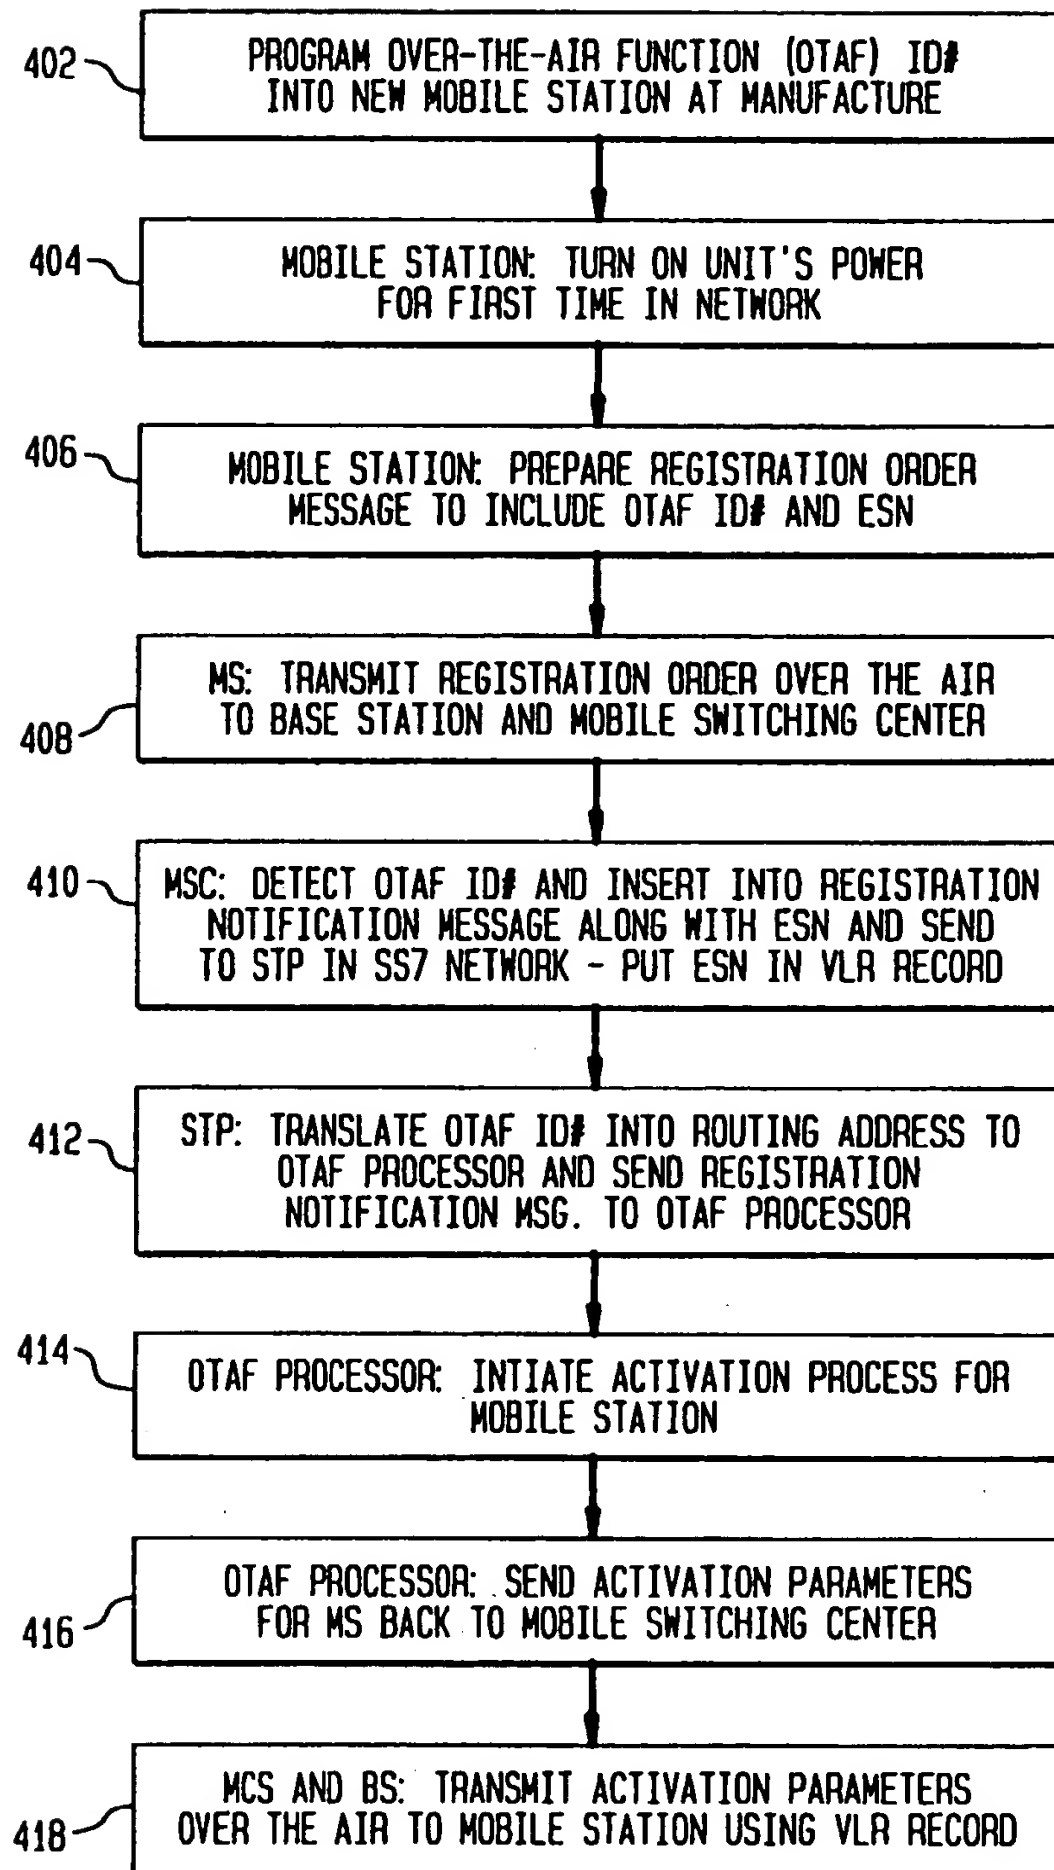 402
PROGRAM OVER-THE-AIR FUNCTION (OTAF) ID#
INTO NEW MOBILE STATION AT MANUFACTURE
404
MOBILE STATION: TURN ON UNIT'S POWER
FOR FIRST TIME IN NETWORK
406
MOBILE STATION: PREPARE REGISTRATION ORDER
MESSAGE TO INCLUDE OTAF ID# AND ESN
408
MS: TRANSMIT REGISTRATION ORDER OVER THE AIR
TO BASE STATION AND MOBILE SWITCHING CENTER
410
MSC: DETECT OTAF ID# AND INSERT INTO REGISTRATION
NOTIFICATION MESSAGE ALONG WITH ESN AND SEND
TO STP IN SS7 NETWORK - PUT ESN IN VLR RECORD
412
STP: TRANSLATE OTAF ID# INTO ROUTING ADDRESS TO
OTAF PROCESSOR AND SEND REGISTRATION
NOTIFICATION MSG. TO OTAF PROCESSOR
414
OTAF PROCESSOR: INTIATE ACTIVATION PROCESS FOR
MOBILE STATION
416
OTAF PROCESSOR: SEND ACTIVATION PARAMETERS
FOR MS BACK TO MOBILE SWITCHING CENTER
418
MCS AND BS: TRANSMIT ACTIVATION PARAMETERS
OVER THE AIR TO MOBILE STATION USING VLR RECORD